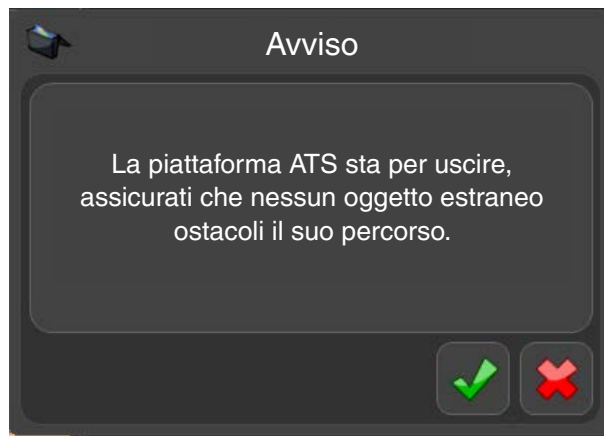 Avviso
La piattaforma ATS sta per uscire,
assicurati che nessun oggetto estraneo
ostacoli il suo percorso.